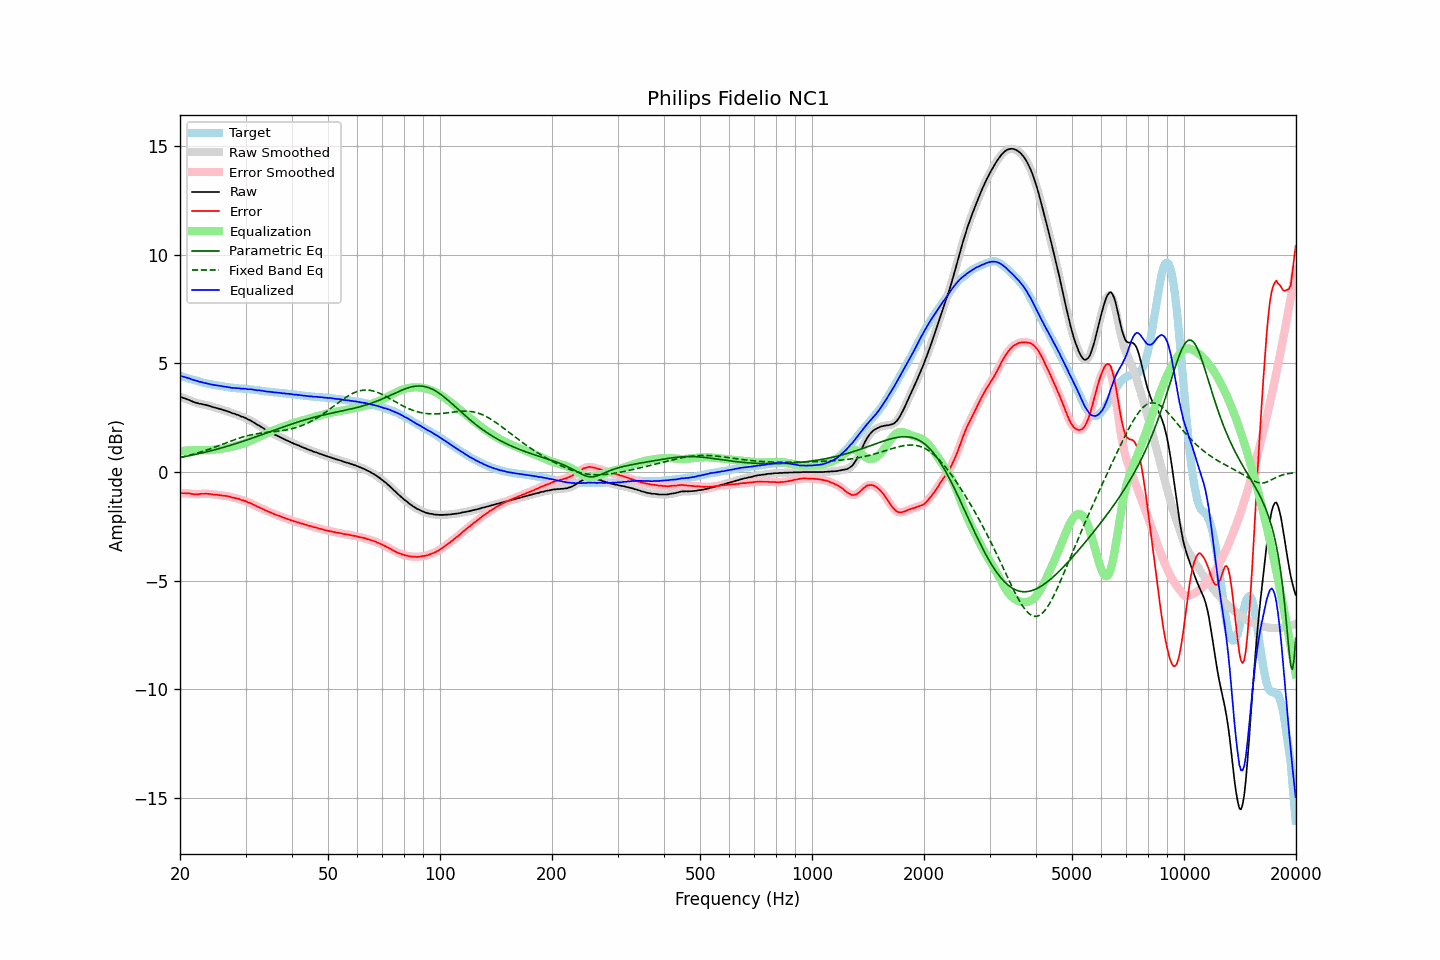 Philips Fidelio NC1
Target
Raw Smoothed
Error Smoothed
Raw
Error
Equalization
Parametric Eq
Fixed Band Eq
Equalized
Amplitude (dBr)
15
10
5
0
−5
−10
−15
20 50 100 200 500 1000 2000 5000 10000 20000
Frequency (Hz)